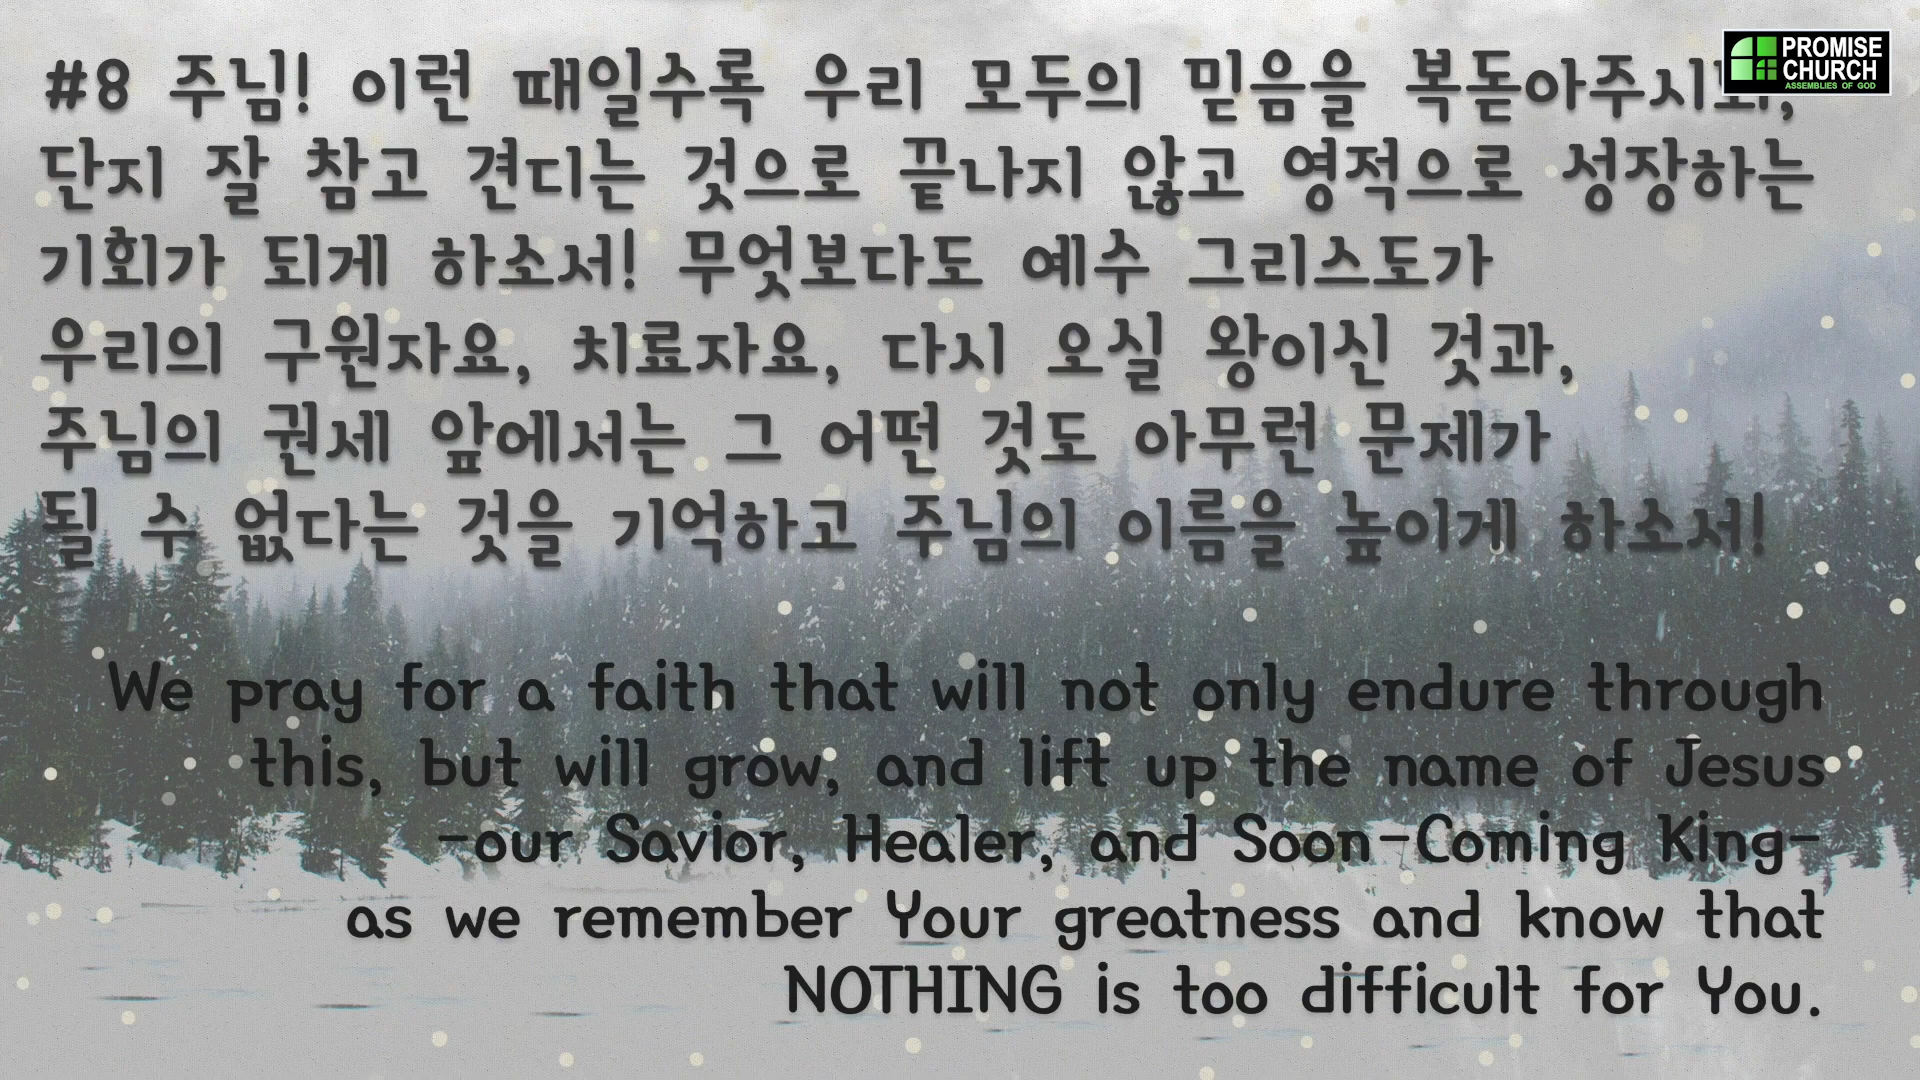 #8 주님! 이런 때일수록 우리 모두의 믿음을 복돋아주시되,
단지 잘 참고 견디는 것으로 끝나지 않고 영적으로 성장하는
기회가 되게 하소서! 무엇보다도 예수 그리스도가
우리의 구원자요, 치료자요, 다시 오실 왕이신 것과,
주님의 권세 앞에서는 그 어떤 것도 아무런 문제가
될 수 없다는 것을 기억하고 주님의 이름을 높이게 하소서!
We pray for a faith that will not only endure through
this, but will grow, and lift up the name of Jesus
-our Savior, Healer, and Soon-Coming King-
as we remember Your greatness and know that
NOTHING is too difficult for You.
PROMISE
CHURCH
ASSEMBLIES OF GOD